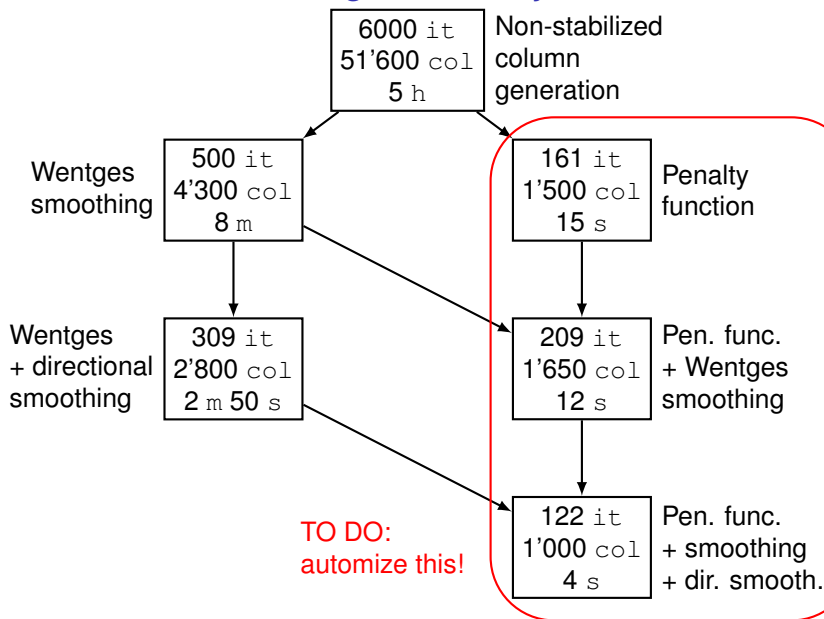 6000 it
51'600 col
5 h
Non-stabilized
column
generation
Wentges
smoothing
500 it
4'300 col
8 m
161 it
1'500 col
15 s
Penalty
function
Wentges
+ directional
smoothing
309 it
2'800 col
2 m 50 s
209 it
1'650 col
12 s
Pen. func.
+ Wentges
smoothing
TO DO:
automize this!
122 it
1'000 col
4 s
Pen. func.
+ smoothing
+ dir. smooth.